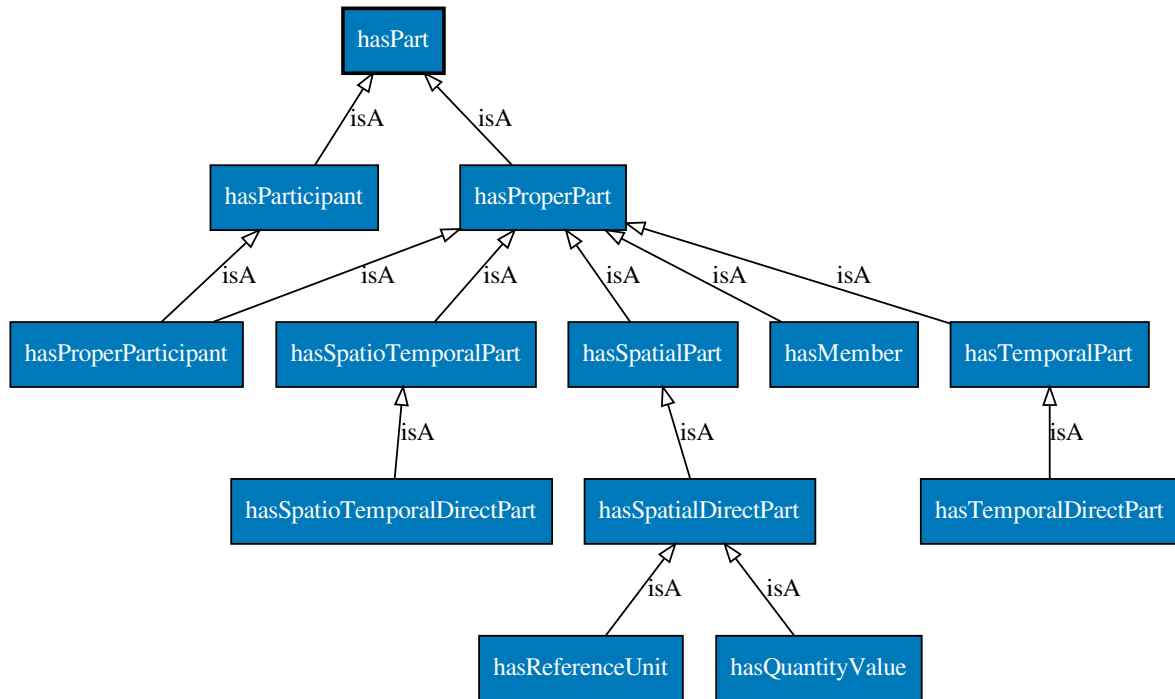 hasPart
isA
isA
hasParticipant
hasProperPart
isA
isA
isA
isA
isA
isA
hasProperParticipant
hasSpatioTemporalPart
hasSpatialPart
hasMember
hasTemporalPart
isA
isA
isA
hasSpatioTemporalDirectPart
hasSpatialDirectPart
hasTemporalDirectPart
isA
isA
hasReferenceUnit
hasQuantityValue